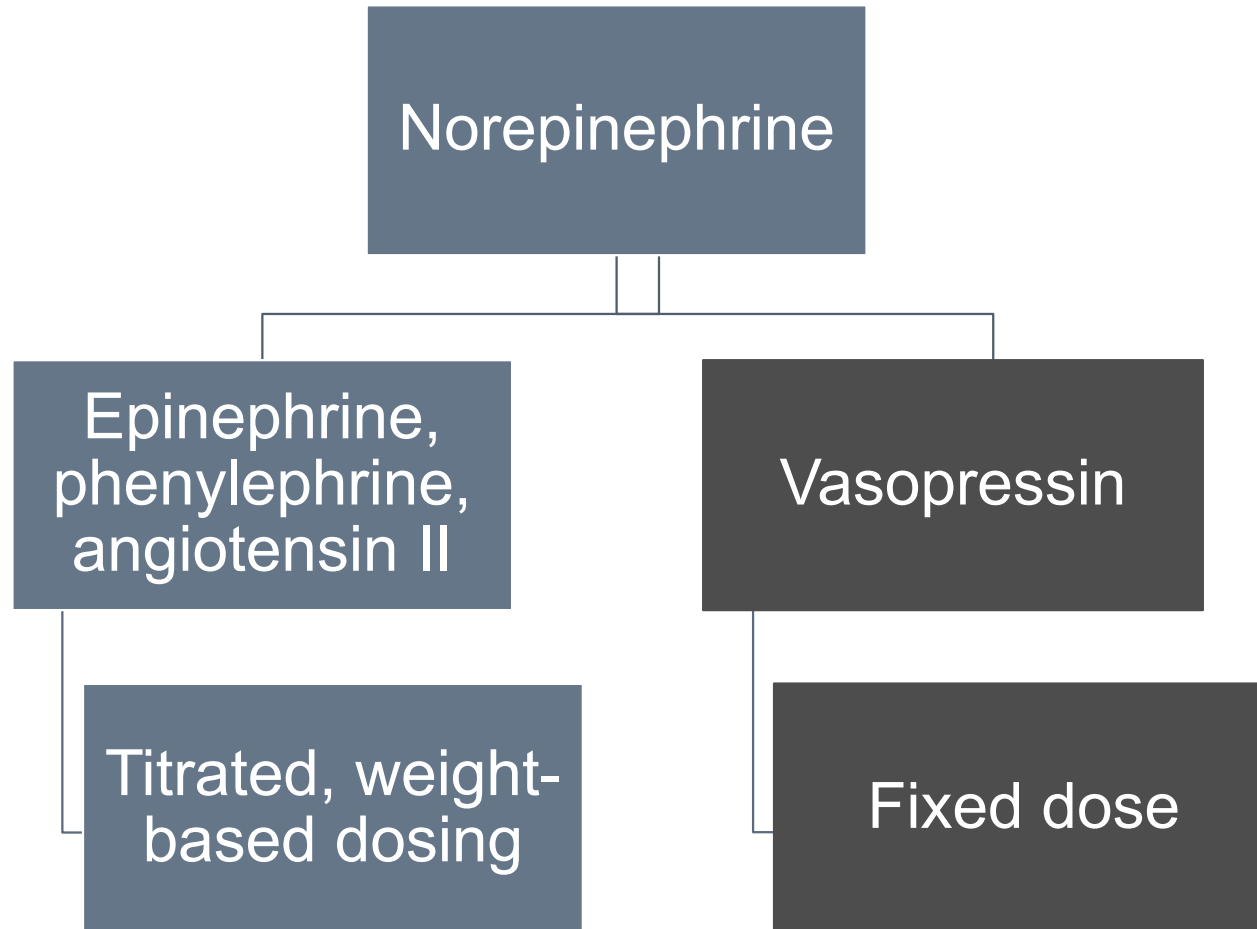 Norepinephrine
Epinephrine,
phenylephrine,
angiotensin II
Vasopressin
Titrated, weight-
based dosing
Fixed dose